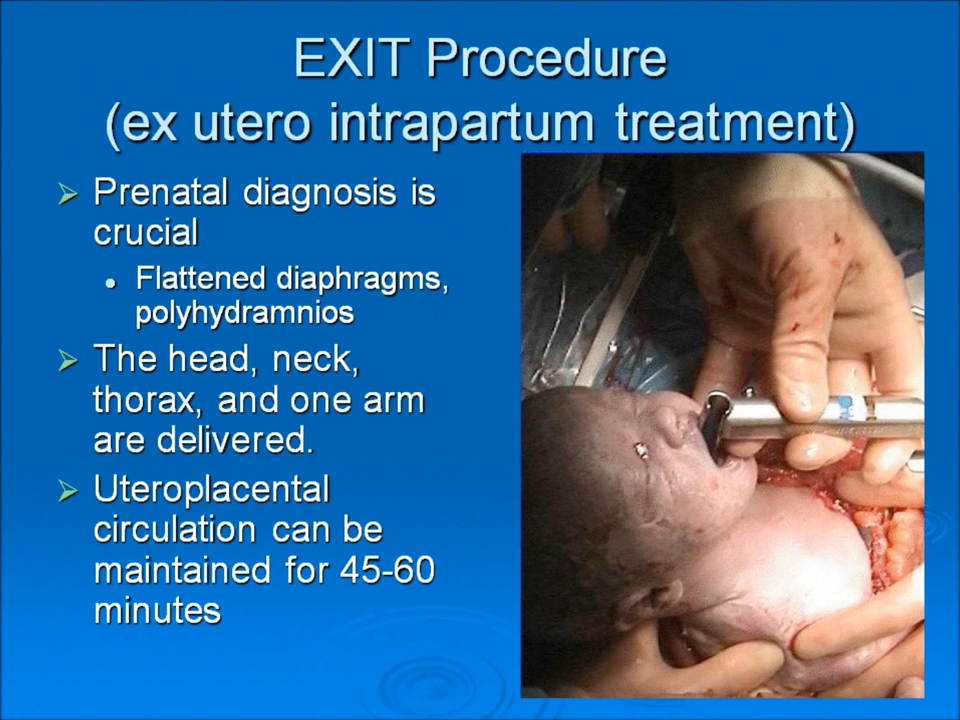 EXIT Procedure
(ex utero intrapartum treatment)
Prenatal diagnosis is
crucial
Flattened diaphragms,
polyhydramnios
The head, neck,
thorax, and one arm
are delivered.
Uteroplacental
circulation can be
maintained for 45-60
minutes